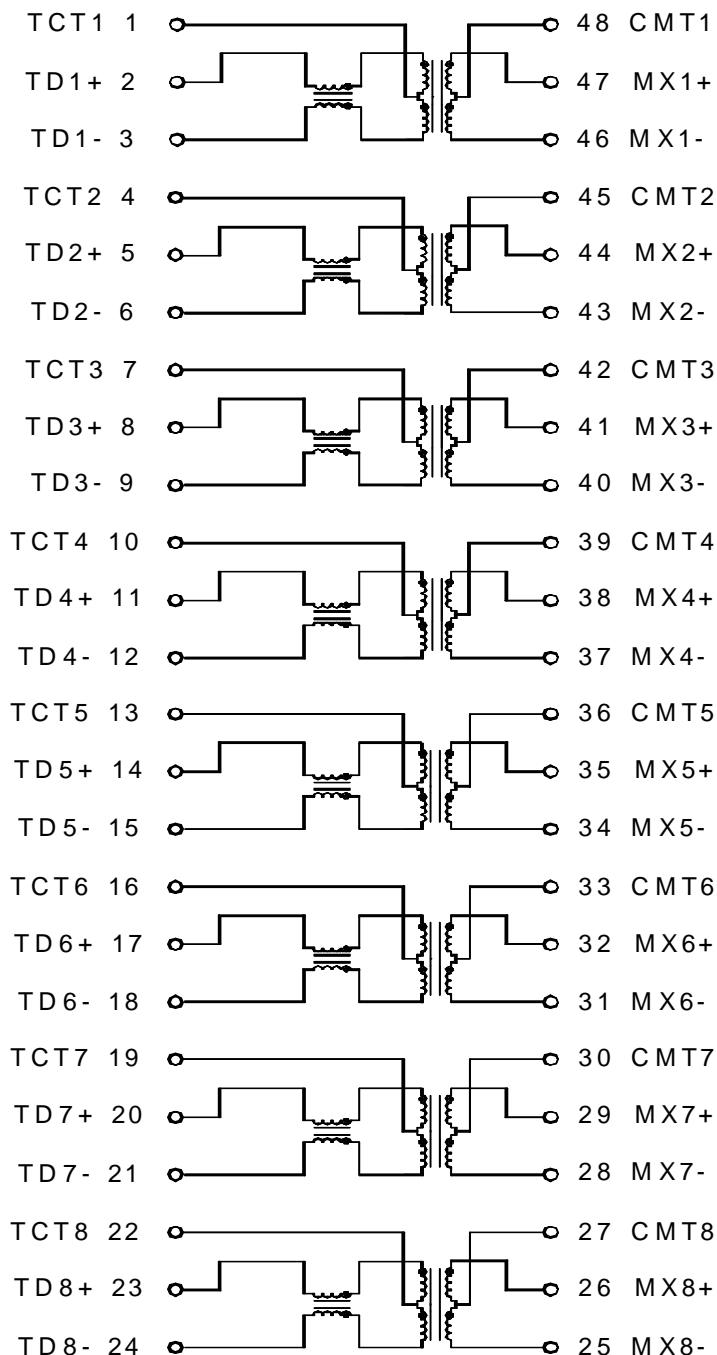 TCT1 1 48 CMT1
TD1+ 2 47 MX1+
TD1- 3 46 MX1-
TCT2 4 45 CMT2
TD2+ 5 44 MX2+
TD2- 6 43 MX2-
TCT3 7 42 CMT3
TD3+ 8 41 MX3+
TD3- 9 40 MX3-
TCT4 10 39 CMT4
TD4+ 11 38 MX4+
TD4- 12 37 MX4-
TCT5 13 36 CMT5
TD5+ 14 35 MX5+
TD5- 15 34 MX5-
TCT6 16 33 CMT6
TD6+ 17 32 MX6+
TD6- 18 31 MX6-
TCT7 19 30 CMT7
TD7+ 20 29 MX7+
TD7- 21 28 MX7-
TCT8 22 27 CMT8
TD8+ 23 26 MX8+
TD8- 24 25 MX8-